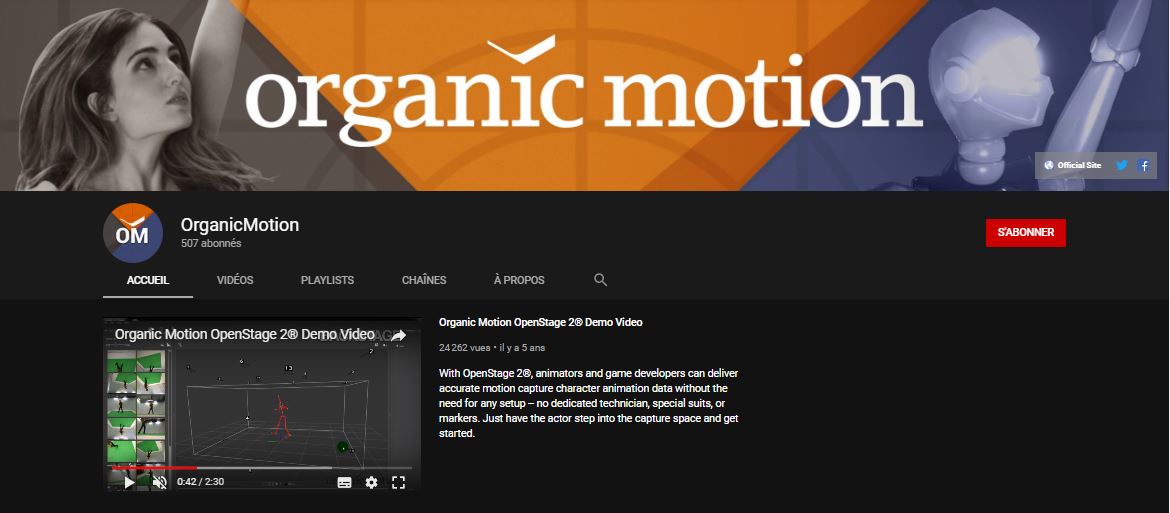 organic motion
Official Site
OM
OrganicMotion
507 abonnés
S'ABONNER
ACCUEIL
VIDÉOS
PLAYLISTS
CHAÎNES
À PROPOS
Organic Motion OpenStage 2® Demo Video
0:42 / 2:30
Organic Motion OpenStage 2® Demo Video
24 262 vues • il y a 5 ans
With OpenStage 2®, animators and game developers can deliver
accurate motion capture character animation data without the
need for any setup – no dedicated technician, special suits, or
markers. Just have the actor step into the capture space and get
started.